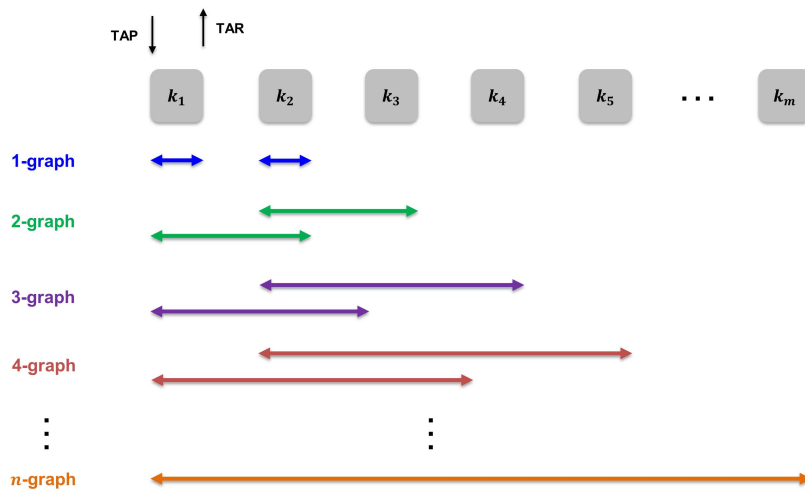 TAP TAR
k₁ k₂ k₃ k₄ k₅ ... kₘ
1-graph
2-graph
3-graph
4-graph
⋮ ⋮
n-graph